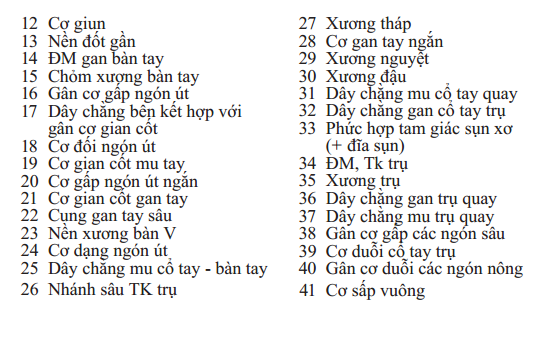 12 Cơ giun
13 Nền đốt gần
14 ĐM gan bàn tay
15 Chỏm xương bàn tay
16 Gân cơ gấp ngón út
17 Dây chằng bên kết hợp với
gân cơ gian cốt
18 Cơ đối ngón út
19 Cơ gian cốt mu tay
20 Cơ gấp ngón út ngắn
21 Cơ gian cốt gan tay
22 Cung gan tay sâu
23 Nền xương bàn V
24 Cơ dạng ngón út
25 Dây chằng mu cổ tay - bàn tay
26 Nhánh sâu TK trụ
27 Xương tháp
28 Cơ gan tay ngắn
29 Xương nguyệt
30 Xương đậu
31 Dây chằng mu cổ tay quay
32 Dây chằng gan cổ tay trụ
33 Phức hợp tam giác sụn xơ
(+ đĩa sụn)
34 ĐM, Tk trụ
35 Xương trụ
36 Dây chằng gan trụ quay
37 Dây chằng mu trụ quay
38 Gân cơ gấp các ngón sâu
39 Cơ duỗi cổ tay trụ
40 Gân cơ duỗi các ngón nông
41 Cơ sấp vuông